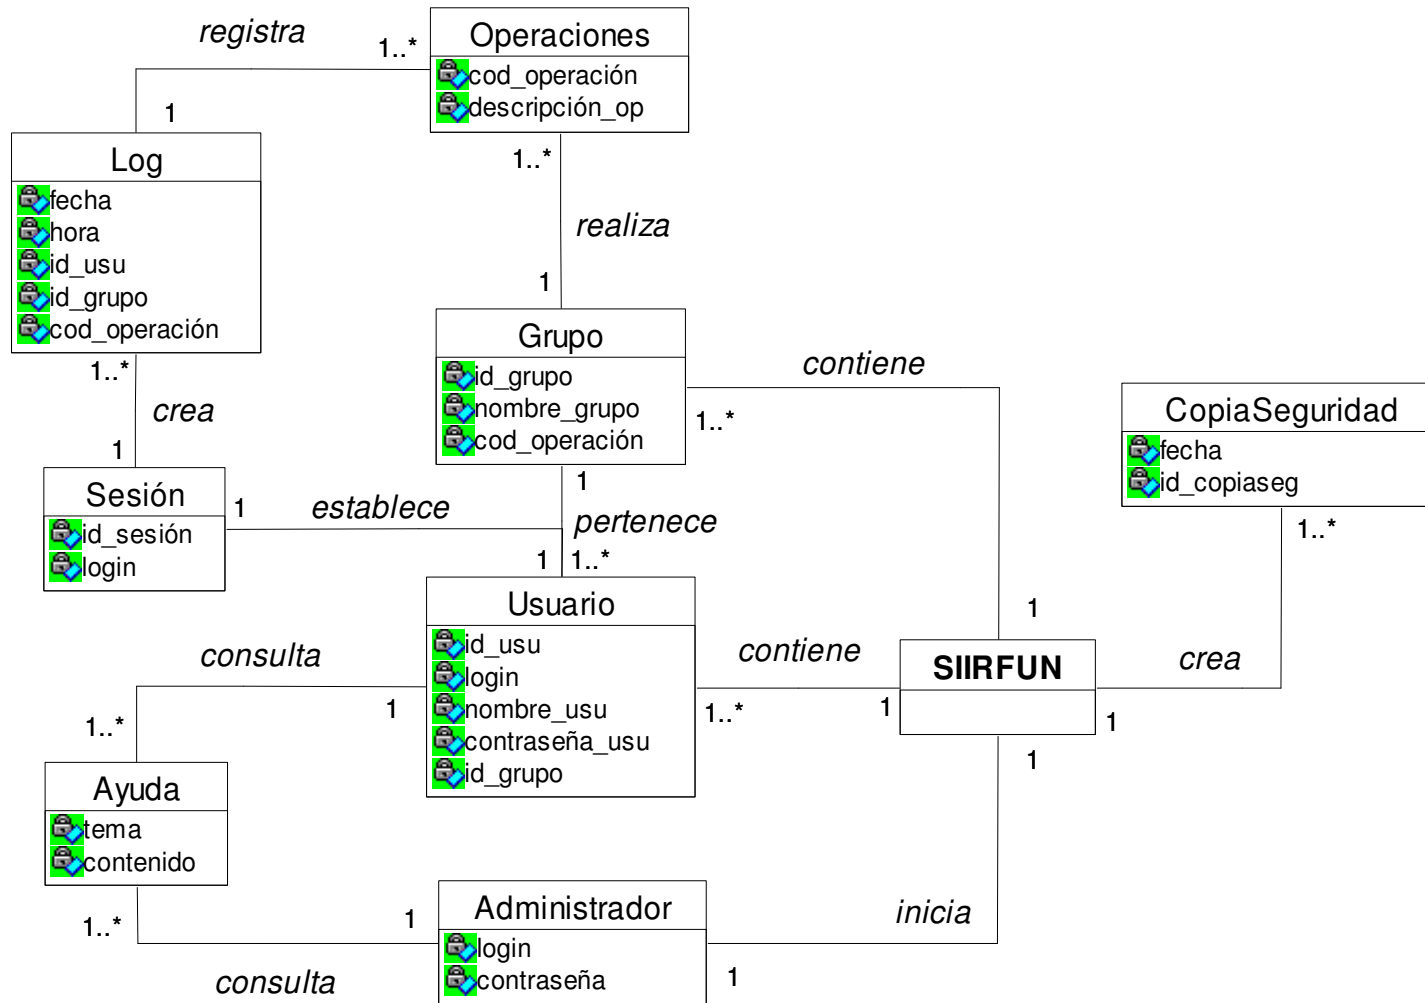 registra
1..*
Operaciones
cod_operación
descripción_op
1
1..*
Log
fecha
hora
id_usu
id_grupo
cod_operación
realiza
1
1..*
Grupo
id_grupo
nombre_grupo
cod_operación
contiene
1..*
crea
1
CopiaSeguridad
fecha
id_copiaseg
1..*
Sesión
id_sesión
login
1
establece
1
pertenece
1
1..*
Usuario
id_usu
login
nombre_usu
contraseña_usu
id_grupo
consulta
1
1..*
contiene
1..*
1
1
SIIRFUN
crea
1
1
Ayuda
tema
contenido
1..*
1
consulta
Administrador
login
contraseña
inicia
1